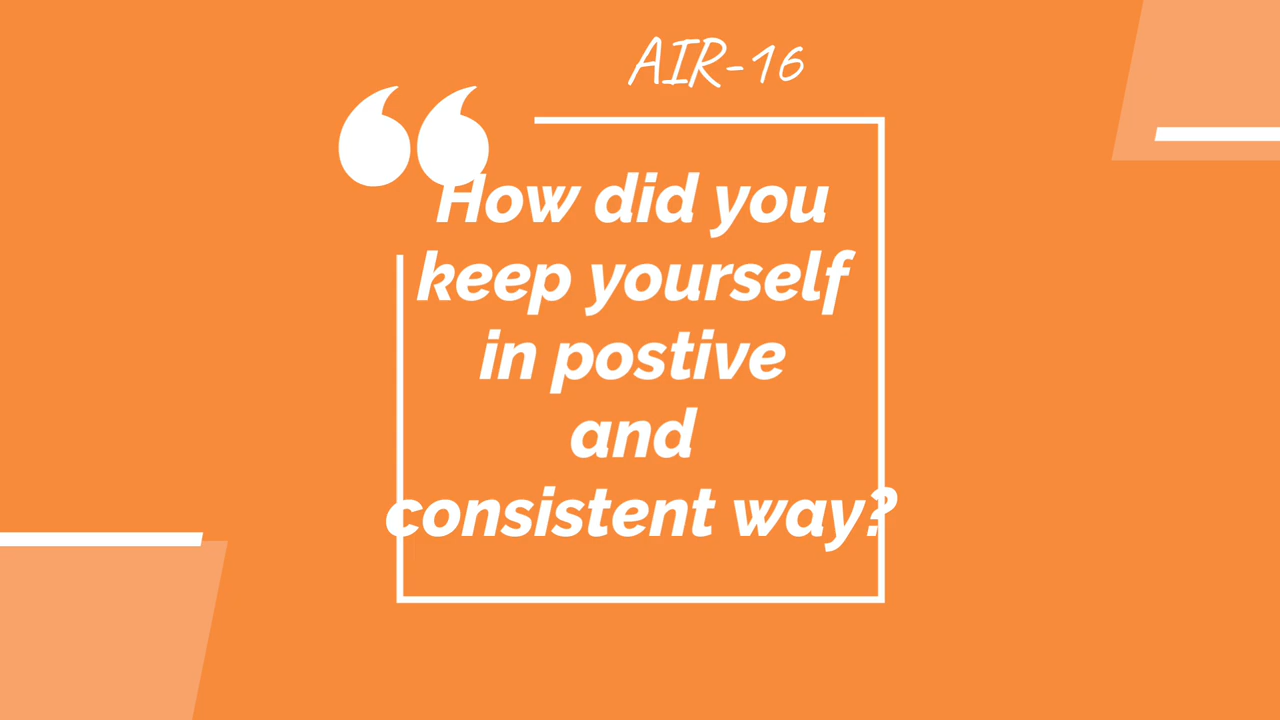 AIR-16
How did you
keep yourself
in postive
and
consistent way?